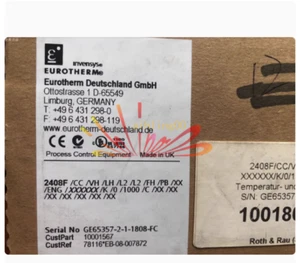 invensys
EUROTHERM
Eurotherm Deutschland GmbH
Ottostrasse 1 D-65549
Limburg, GERMANY
T: +49 6 431 298-0
F: +49 6 431 298-119
www.eurotherm-deutschland.de
Process Control Equipment Made in UK
2408F /CC /VH /LH /L2 /L2 /FH /PB /XX
/ENG /XXXXXX /K /0 /1000 /C /XX /XX
/XX /XX /XX /XX
Serial No GE65357-2-1-1808-FC
CustPart 10001567
CustRef 78116*EB-08-007872
2408F/CC/V
XXXXXX/K/0/1
Temperatur- und
S/N: GE65357
100180
Roth & Rau